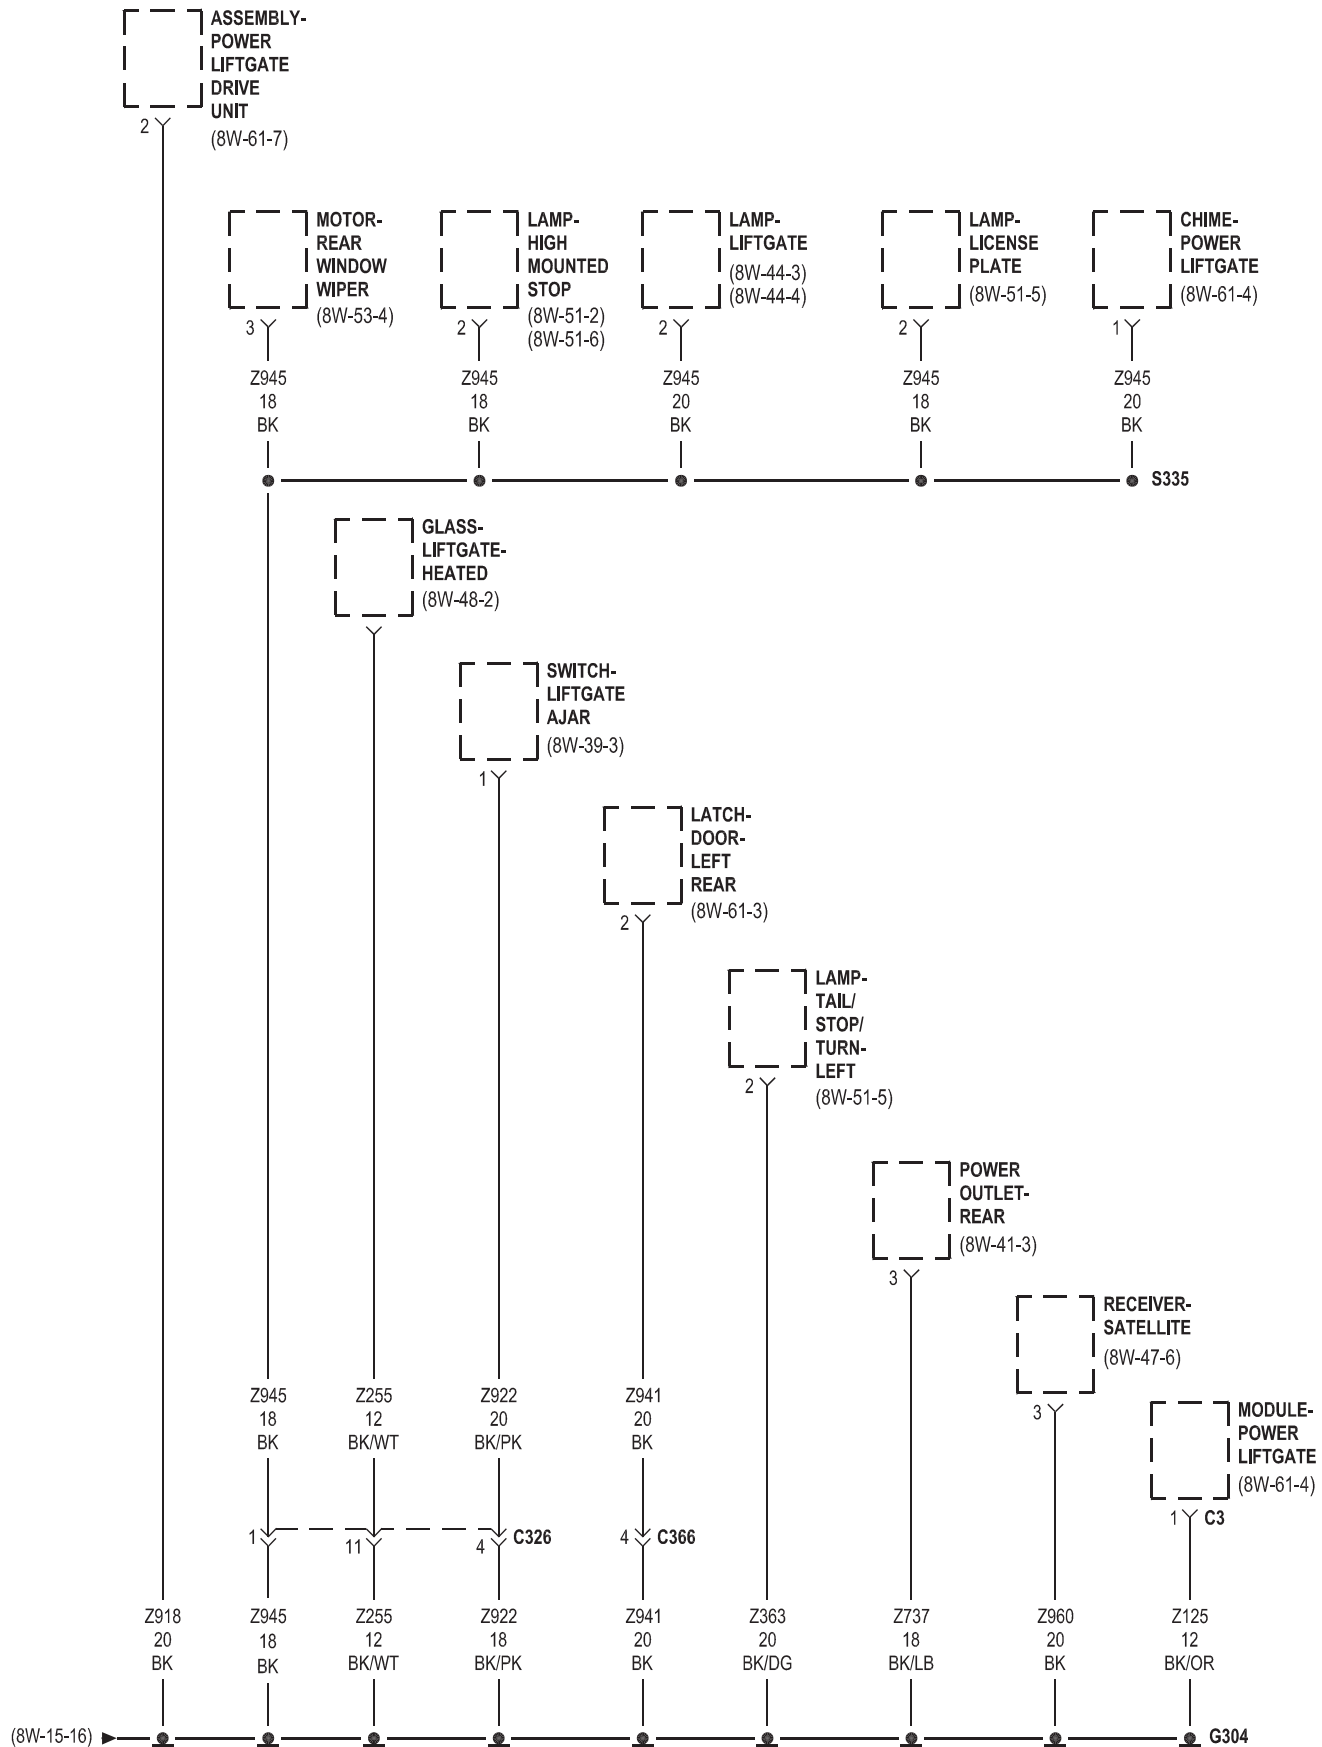 ASSEMBLY-
POWER
LIFTGATE
DRIVE
UNIT
(8W-61-7)
2
MOTOR-
REAR
WINDOW
WIPER
(8W-53-4)
3
LAMP-
HIGH
MOUNTED
STOP
(8W-51-2)
(8W-51-6)
2
LAMP-
LIFTGATE
(8W-44-3)
(8W-44-4)
2
LAMP-
LICENSE
PLATE
(8W-51-5)
2
CHIME-
POWER
LIFTGATE
(8W-61-4)
1
Z945
18
BK
Z945
18
BK
Z945
20
BK
Z945
18
BK
Z945
20
BK
S335
GLASS-
LIFTGATE-
HEATED
(8W-48-2)
SWITCH-
LIFTGATE
AJAR
(8W-39-3)
1
LATCH-
DOOR-
LEFT
REAR
(8W-61-3)
2
LAMP-
TAIL/
STOP/
TURN-
LEFT
(8W-51-5)
2
POWER
OUTLET-
REAR
(8W-41-3)
3
RECEIVER-
SATELLITE
(8W-47-6)
3
MODULE-
POWER
LIFTGATE
(8W-61-4)
1 C3
Z945
18
BK
Z255
12
BK/WT
Z922
20
BK/PK
Z941
20
BK
1
11
4 C326
4 C366
Z918
20
BK
Z945
18
BK
Z255
12
BK/WT
Z922
18
BK/PK
Z941
20
BK
Z363
20
BK/DG
Z737
18
BK/LB
Z960
20
BK
Z125
12
BK/OR
(8W-15-16)
G304